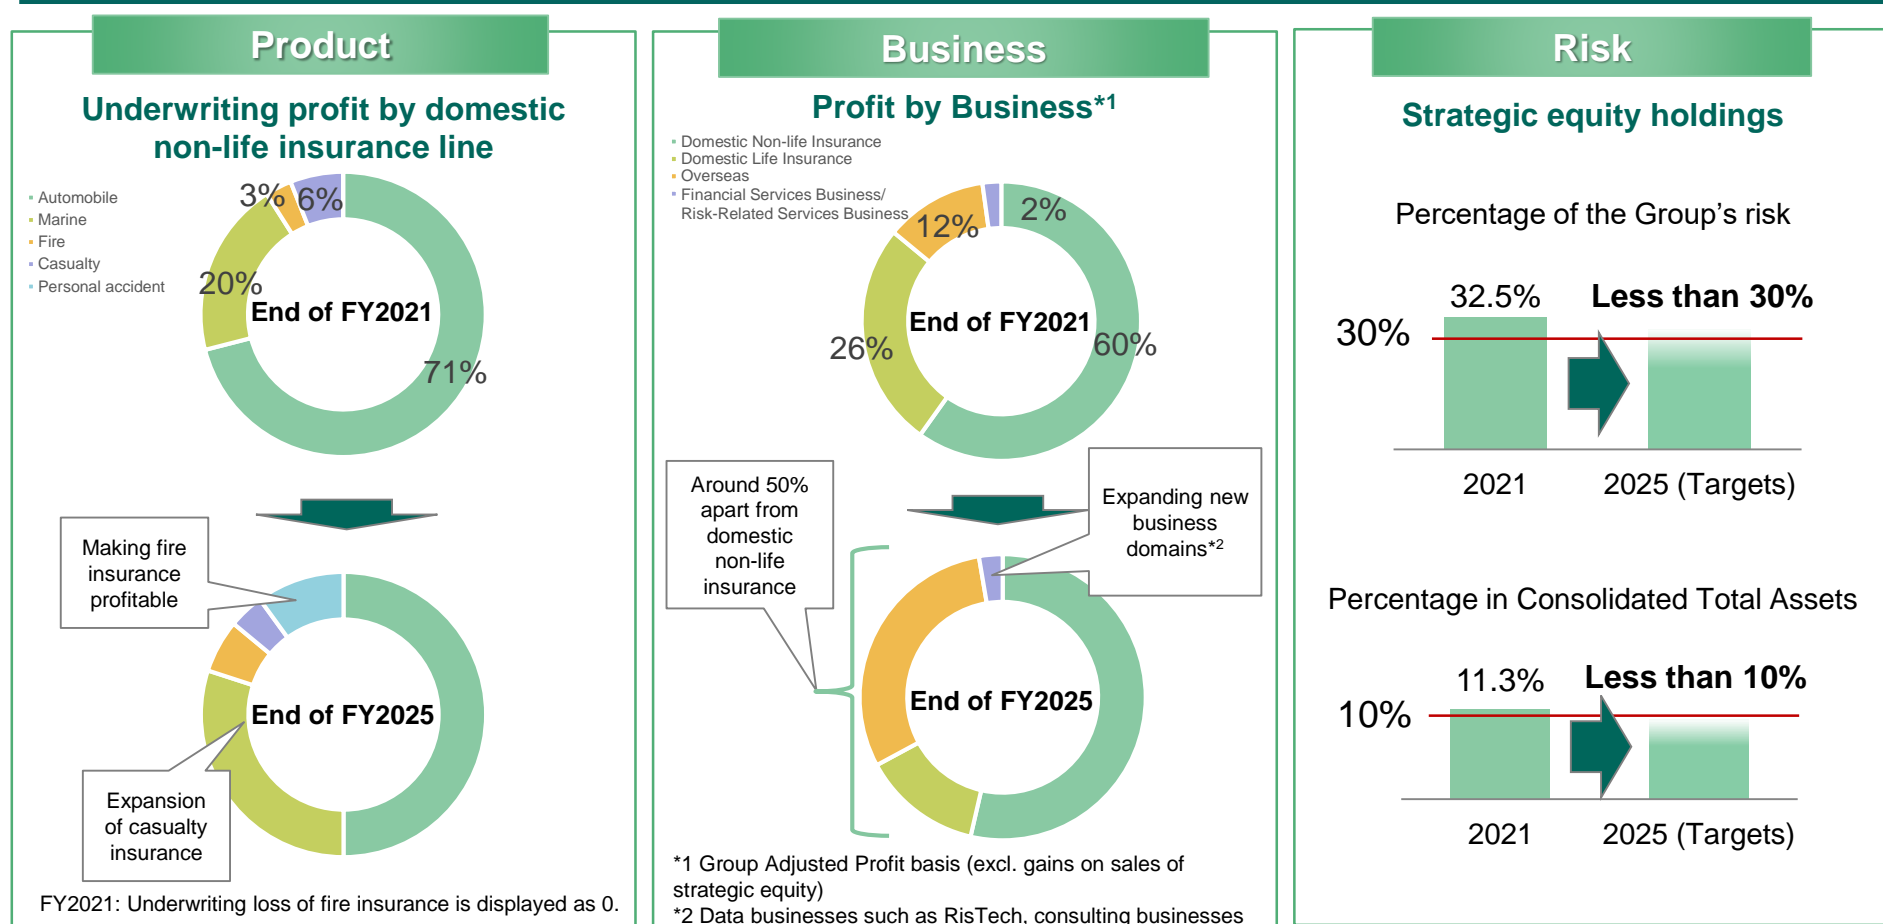 Product
Underwriting profit by domestic
non-life insurance line
Automobile
Marine
Fire
Casualty
Personal accident
3%
6%
20%
71%
End of FY2021
Making fire
insurance
profitable
End of FY2025
Expansion
of casualty
insurance
FY2021: Underwriting loss of fire insurance is displayed as 0.
Business
Profit by Business*1
Domestic Non-life Insurance
Domestic Life Insurance
Overseas
Financial Services Business/
Risk-Related Services Business
12%
2%
26%
60%
End of FY2021
Around 50%
apart from
domestic
non-life
insurance
Expanding new
business
domains*2
End of FY2025
*1 Group Adjusted Profit basis (excl. gains on sales of
strategic equity)
*2 Data businesses such as RisTech, consulting businesses
Risk
Strategic equity holdings
Percentage of the Group’s risk
32.5%
Less than 30%
30%
2021
2025 (Targets)
Percentage in Consolidated Total Assets
11.3%
Less than 10%
10%
2021
2025 (Targets)